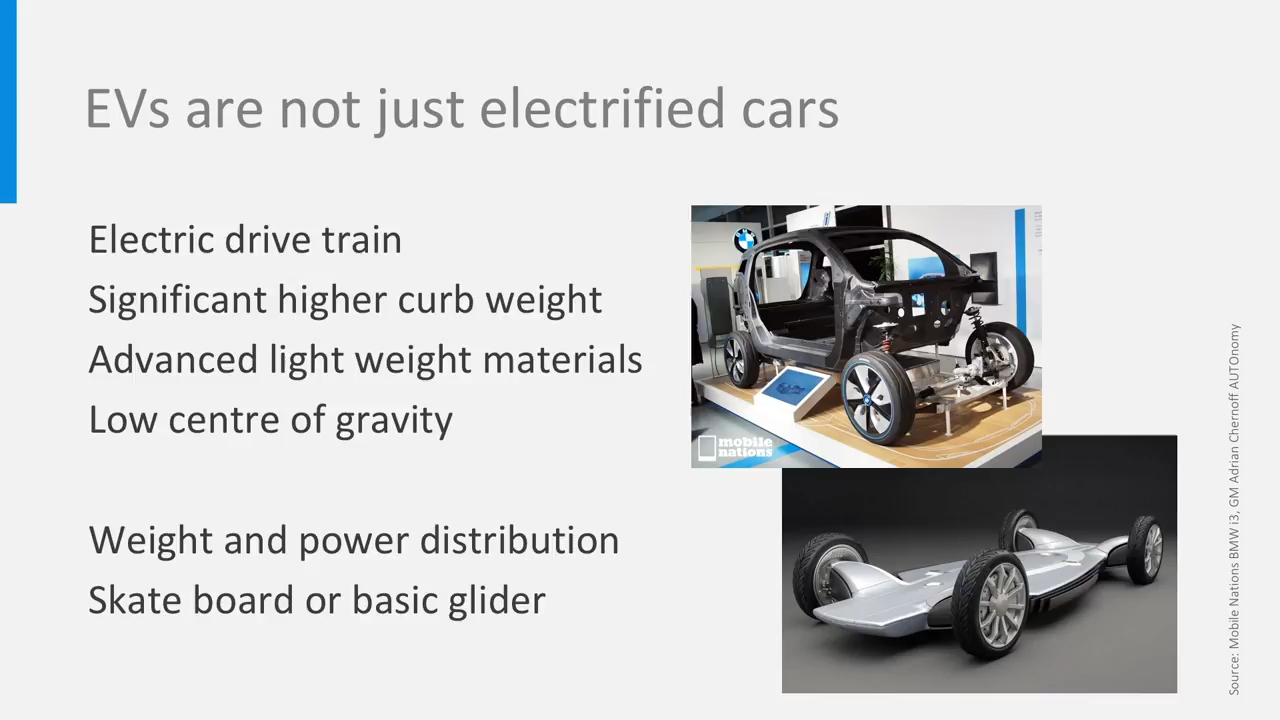 EVs are not just electrified cars
Electric drive train
Significant higher curb weight
Advanced light weight materials
Low centre of gravity
Weight and power distribution
Skate board or basic glider
mobile
nations
Source: Mobile Nations BMW i3, GM Adrian Chernoff AUTOnomy